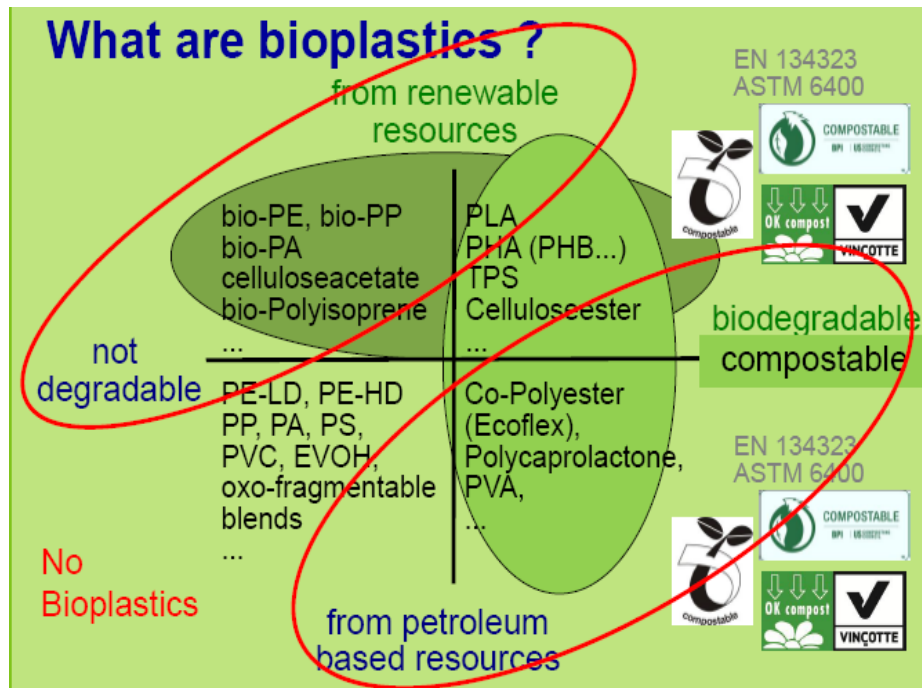 What are bioplastics ?
from renewable
resources
EN 134323
ASTM 6400
COMPOSTABLE
BPI
compostable
OK compost
VINÇOTTE
bio-PE, bio-PP
bio-PA
celluloseacetate
bio-Polyisoprene
...
PLA
PHA (PHB...)
TPS
Celluloseester
...
not
degradable
biodegradable
compostable
PE-LD, PE-HD
PP, PA, PS,
PVC, EVOH,
oxo-fragmentable
blends
...
Co-Polyester
(Ecoflex),
Polycaprolactone,
PVA,
...
EN 134323
ASTM 6400
COMPOSTABLE
BPI
compostable
OK compost
VINÇOTTE
No
Bioplastics
from petroleum
based resources